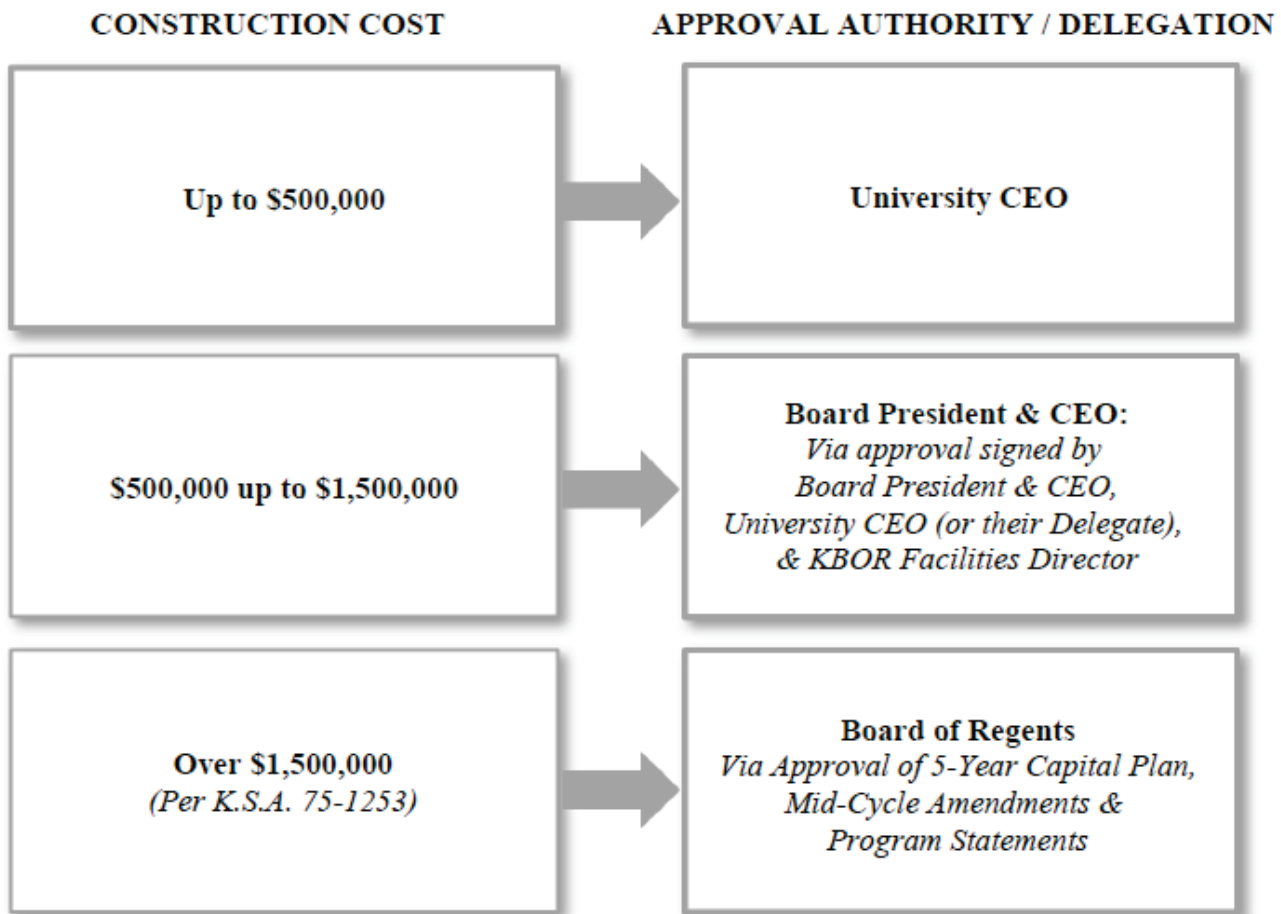 CONSTRUCTION COST
APPROVAL AUTHORITY / DELEGATION
Up to $500,000
University CEO
$500,000 up to $1,500,000
Board President & CEO:
Via approval signed by
Board President & CEO,
University CEO (or their Delegate),
& KBOR Facilities Director
Over $1,500,000
(Per K.S.A. 75-1253)
Board of Regents
Via Approval of 5-Year Capital Plan,
Mid-Cycle Amendments &
Program Statements